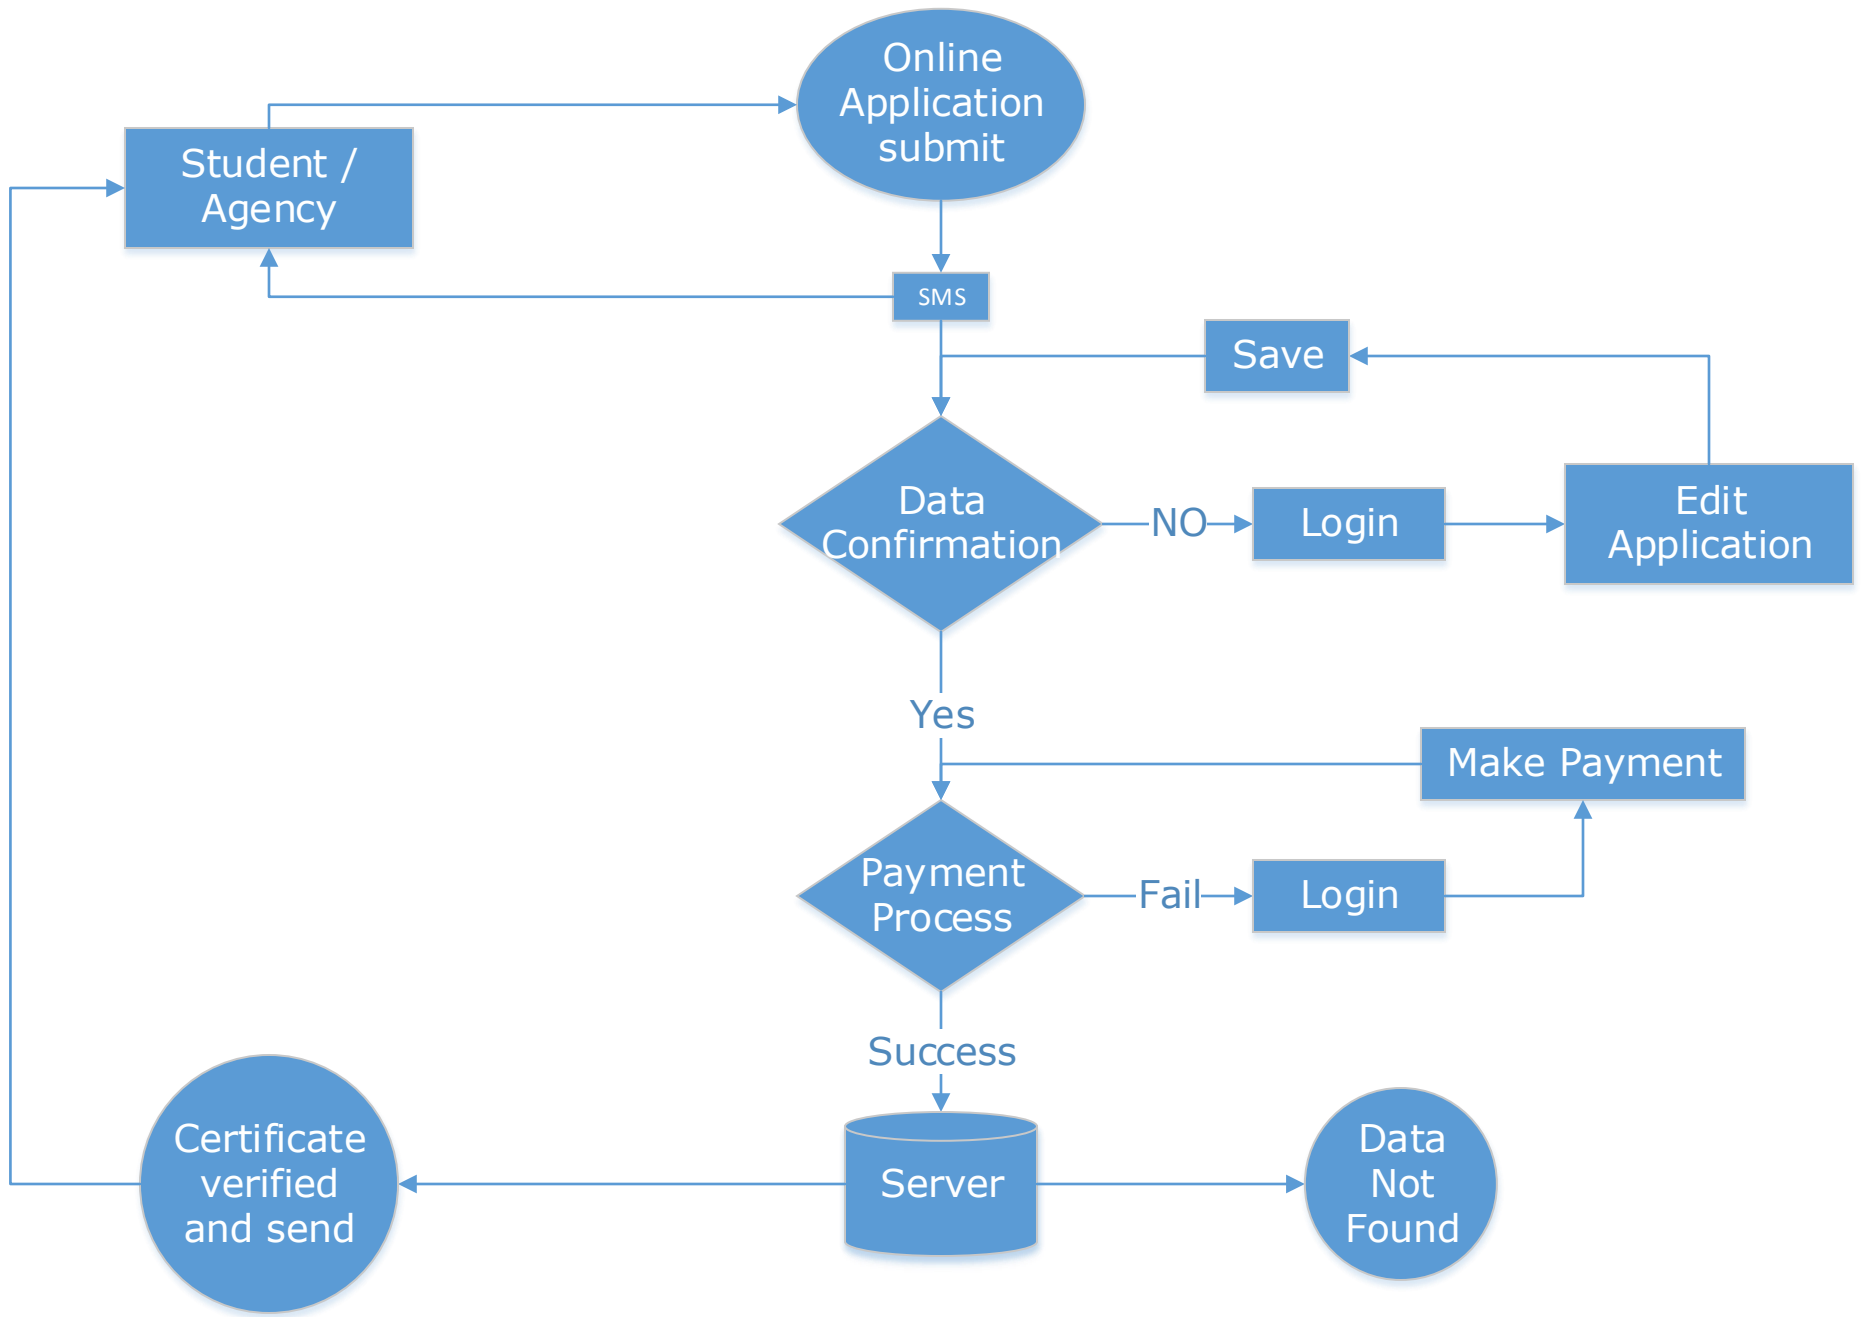 Online
Application
submit
Student /
Agency
SMS
Save
Data
Confirmation
NO
Login
Edit
Application
Yes
Make Payment
Payment
Process
Fail
Login
Success
Certificate
verified
and send
Server
Data
Not
Found